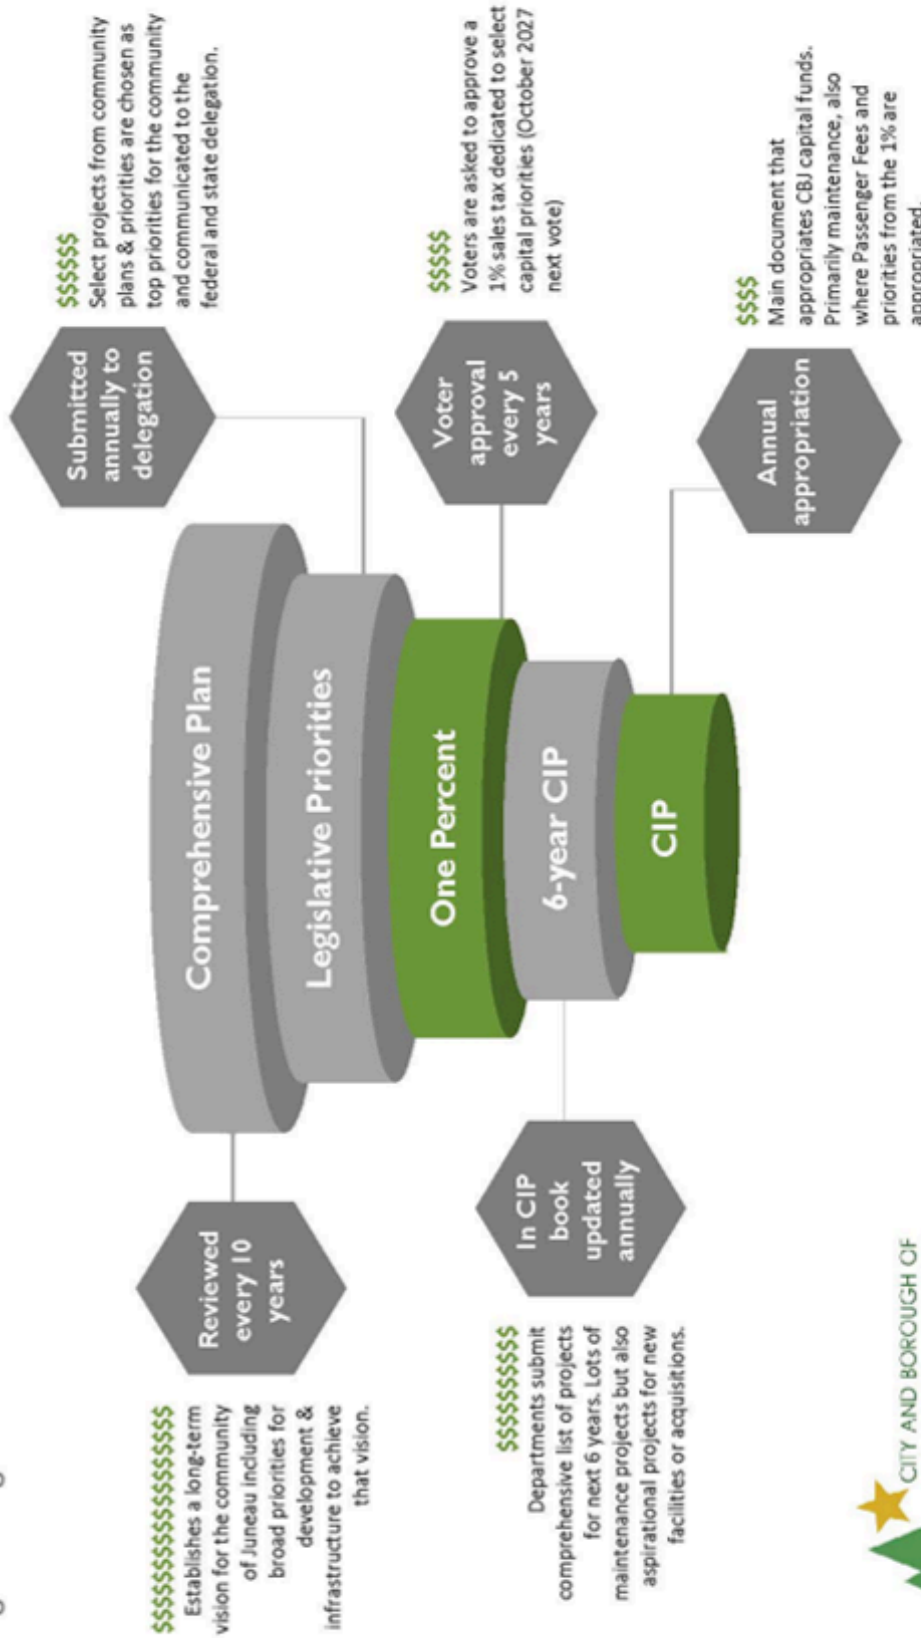 $$$$$$
Select projects from community
plans & priorities are chosen as
top priorities for the community
and communicated to the
federal and state delegation.
Submitted
annually to
delegation
Comprehensive Plan
Reviewed
every 10
years
$$$$$$$$$$$$$$$$$$$$
Establishes a long-term
vision for the community
of Juneau including
broad priorities for
development &
infrastructure to achieve
that vision.
Legislative Priorities
One Percent
Voter
approval
every 5
years
$$$$$
Voters are asked to approve a
1% sales tax dedicated to select
capital priorities (October 2027
next vote)
6-year CIP
In CIP
book
updated
annually
$$$$$$$$$$
Departments submit
comprehensive list of projects
for next 6 years. Lots of
maintenance projects but also
aspirational projects for new
facilities or acquisitions.
CIP
Annual
appropriation
$$$$
Main document that
appropriates CBJ capital funds.
Primarily maintenance, also
where Passenger Fees and
priorities from the 1% are
appropriated.
CITY AND BOROUGH OF